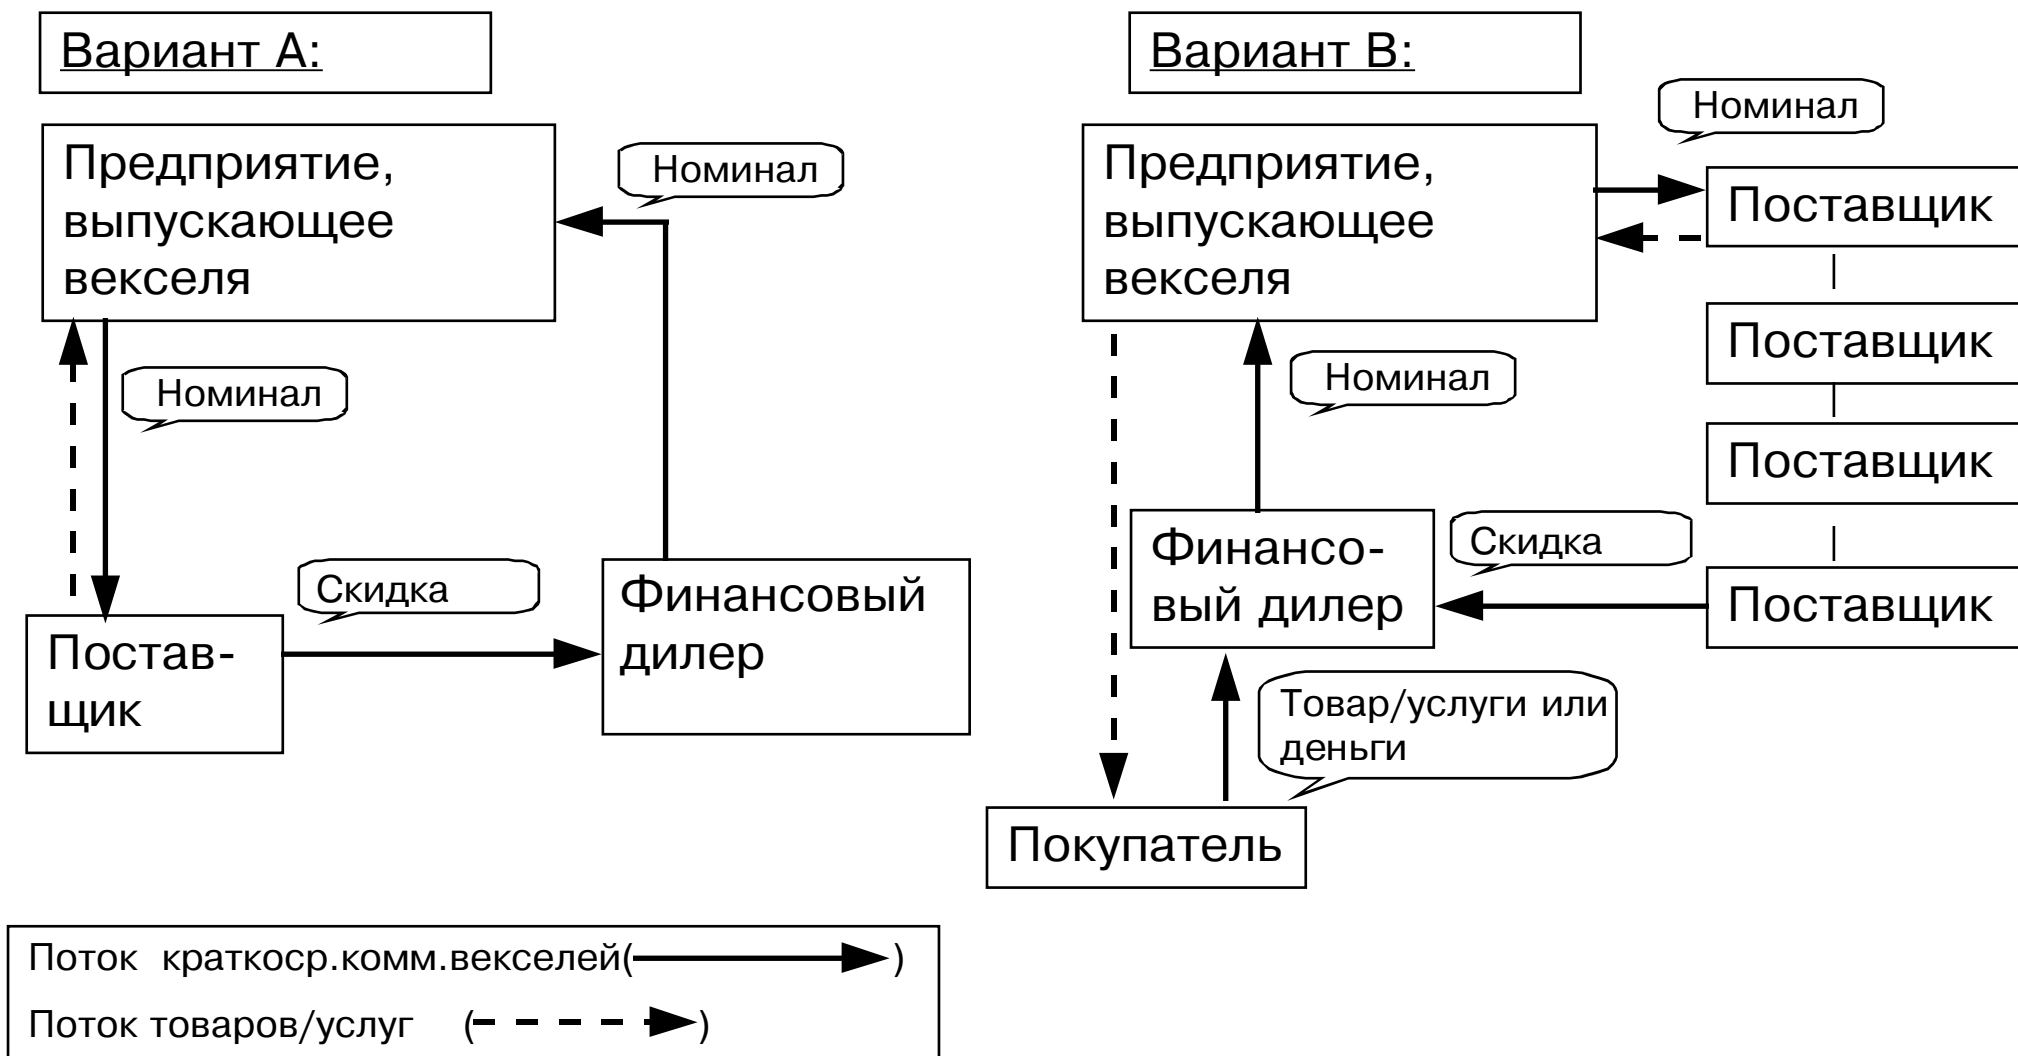 Вариант А:
Предприятие,
выпускающее
векселя
Номинал
Номинал
Скидка
Постав-
щик
Финансовый
дилер
Вариант В:
Номинал
Предприятие,
выпускающее
векселя
Поставщик
Поставщик
Номинал
Поставщик
Финансо-
вый дилер
Скидка
Поставщик
Товар/услуги или
деньги
Покупатель
Поток краткоср.комм.векселей( )
Поток товаров/услуг ( )